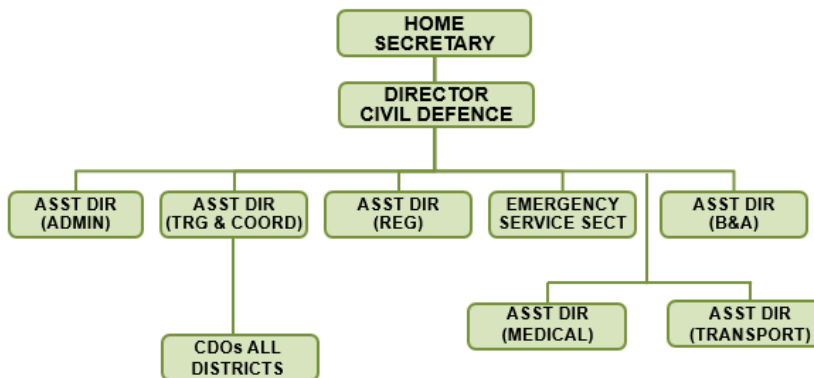 HOME
SECRETARY
DIRECTOR
CIVIL DEFENCE
ASST DIR
(ADMIN)
ASST DIR
(TRG & COORD)
ASST DIR
(REG)
EMERGENCY
SERVICE SECT
ASST DIR
(B&A)
ASST DIR
(MEDICAL)
ASST DIR
(TRANSPORT)
CDOs ALL
DISTRICTS